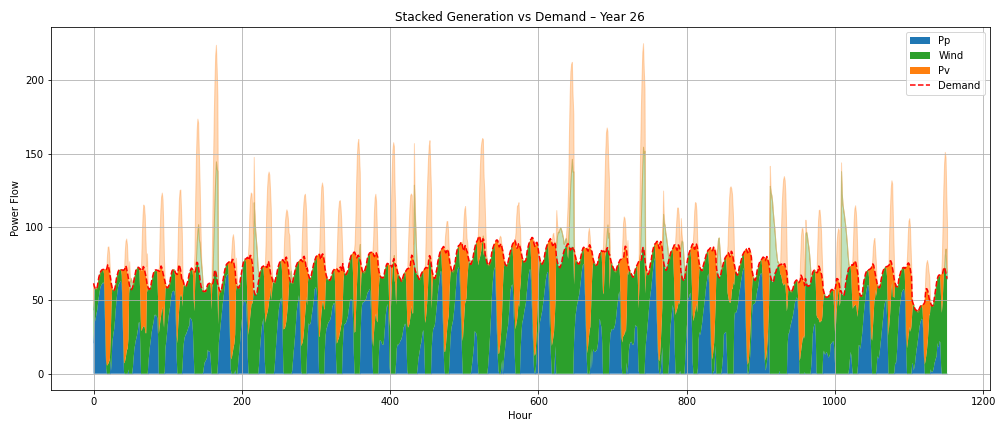 Stacked Generation vs Demand – Year 26
Pp
Wind
Pv
Demand
Power Flow
200
150
100
50
0
0 200 400 600 800 1000 1200
Hour